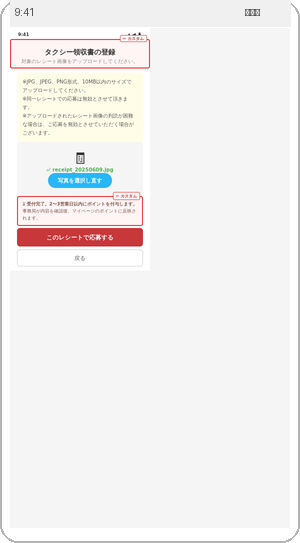 9:41
9:41
カスタム
タクシー領収書の登録
対象のレシート画像をアップロードしてください。
※JPG、JPEG、PNG形式、10MB以内のサイズで
アップロードしてください。
※同一レシートでの応募は無効とさせて頂きま
す。
※アップロードされたレシート画像の判読が困難
な場合は、ご応募を無効とさせていただく場合が
ございます。
✓ receipt_20250609.jpg
写真を選択し直す
カスタム
受付完了。2〜3営業日以内にポイントを付与します。
事務局が内容を確認後、マイページのポイントに反映さ
れます。
このレシートで応募する
戻る